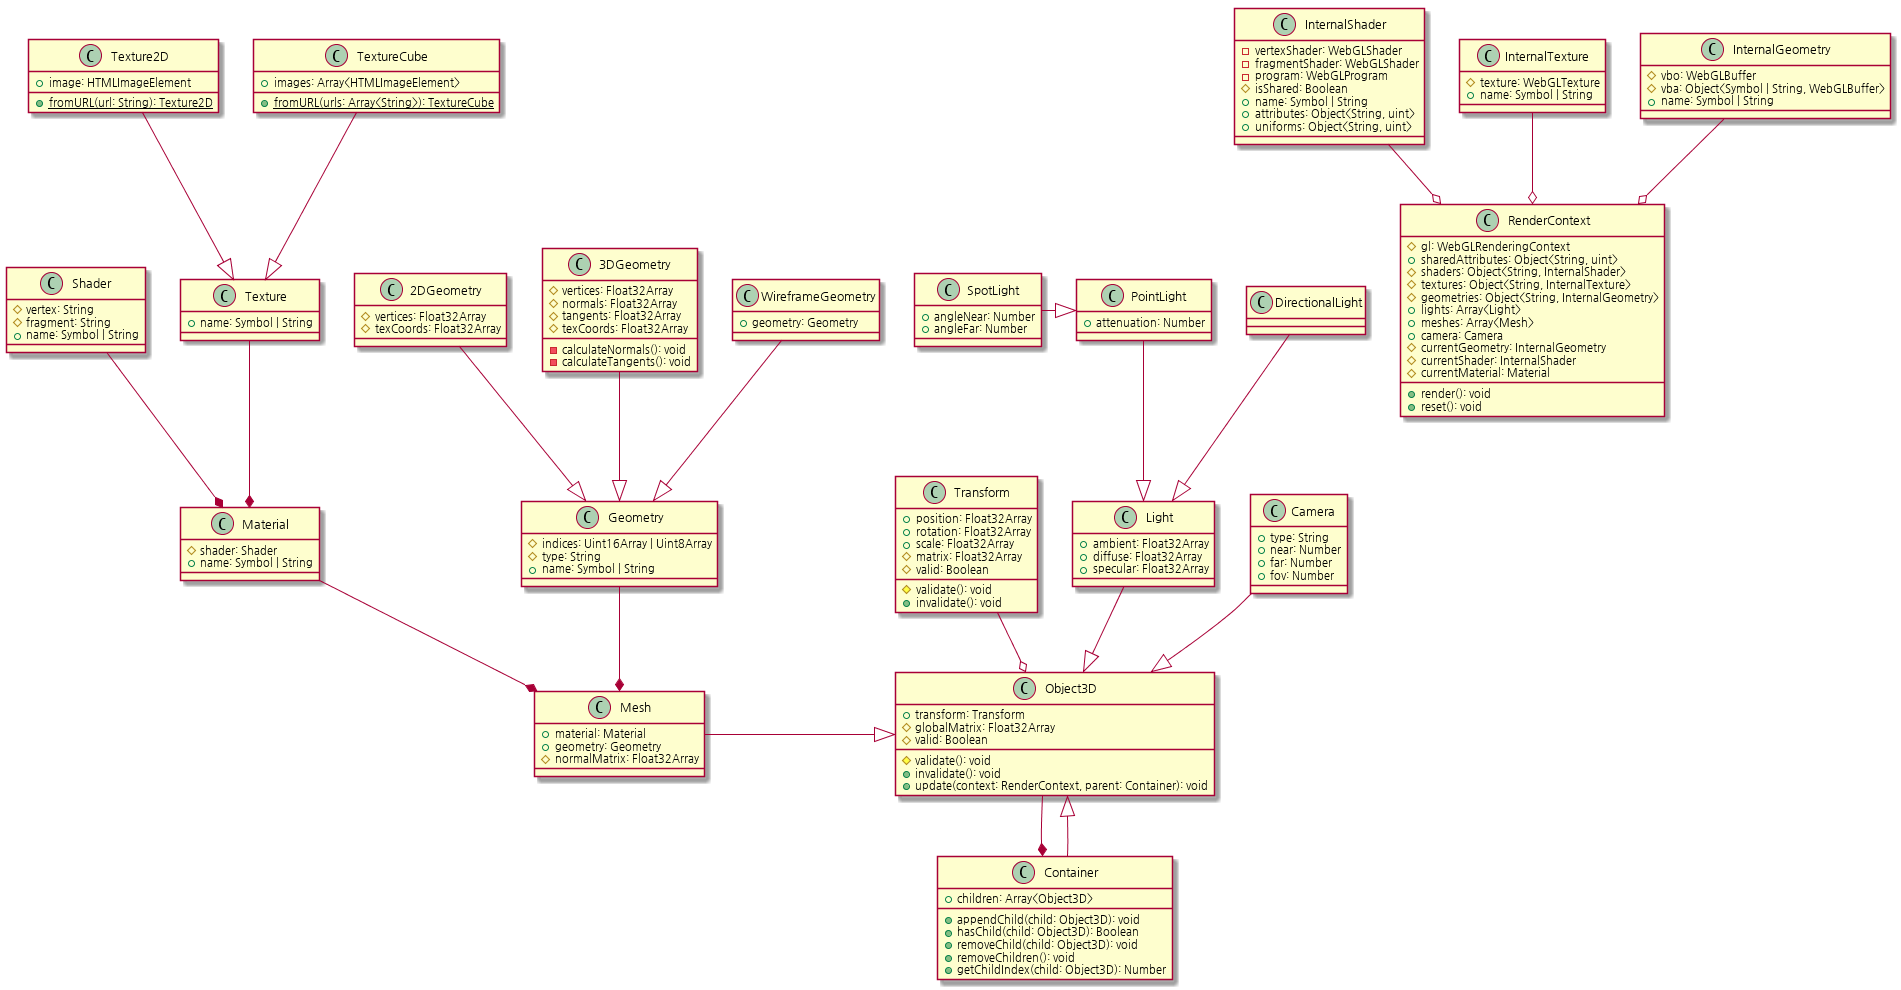 Texture2D
image: HTMLImageElement
fromURL(url: String): Texture2D
TextureCube
images: Array<HTMLImageElement>
fromURL(urls: Array<String>): TextureCube
InternalShader
vertexShader: WebGLShader
fragmentShader: WebGLShader
program: WebGLProgram
isShared: Boolean
name: Symbol | String
attributes: Object<String, uint>
uniforms: Object<String, uint>
InternalTexture
texture: WebGLTexture
name: Symbol | String
InternalGeometry
vbo: WebGLBuffer
vba: Object<Symbol | String, WebGLBuffer>
name: Symbol | String
Shader
vertex: String
fragment: String
name: Symbol | String
Texture
name: Symbol | String
2DGeometry
vertices: Float32Array
texCoords: Float32Array
3DGeometry
vertices: Float32Array
normals: Float32Array
tangents: Float32Array
texCoords: Float32Array
calculateNormals(): void
calculateTangents(): void
WireframeGeometry
geometry: Geometry
SpotLight
angleNear: Number
angleFar: Number
PointLight
attenuation: Number
DirectionalLight
RenderContext
gl: WebGLRenderingContext
sharedAttributes: Object<String, uint>
shaders: Object<String, InternalShader>
textures: Object<String, InternalTexture>
geometries: Object<String, InternalGeometry>
lights: Array<Light>
meshes: Array<Mesh>
camera: Camera
currentGeometry: InternalGeometry
currentShader: InternalShader
currentMaterial: Material
render(): void
reset(): void
Material
shader: Shader
name: Symbol | String
Geometry
indices: Uint16Array | Uint8Array
type: String
name: Symbol | String
Transform
position: Float32Array
rotation: Float32Array
scale: Float32Array
matrix: Float32Array
valid: Boolean
validate(): void
invalidate(): void
Light
ambient: Float32Array
diffuse: Float32Array
specular: Float32Array
Camera
type: String
near: Number
far: Number
fov: Number
Mesh
material: Material
geometry: Geometry
normalMatrix: Float32Array
Object3D
transform: Transform
globalMatrix: Float32Array
valid: Boolean
validate(): void
invalidate(): void
update(context: RenderContext, parent: Container): void
Container
children: Array<Object3D>
appendChild(child: Object3D): void
hasChild(child: Object3D): Boolean
removeChild(child: Object3D): void
removeChildren(): void
getChildIndex(child: Object3D): Number